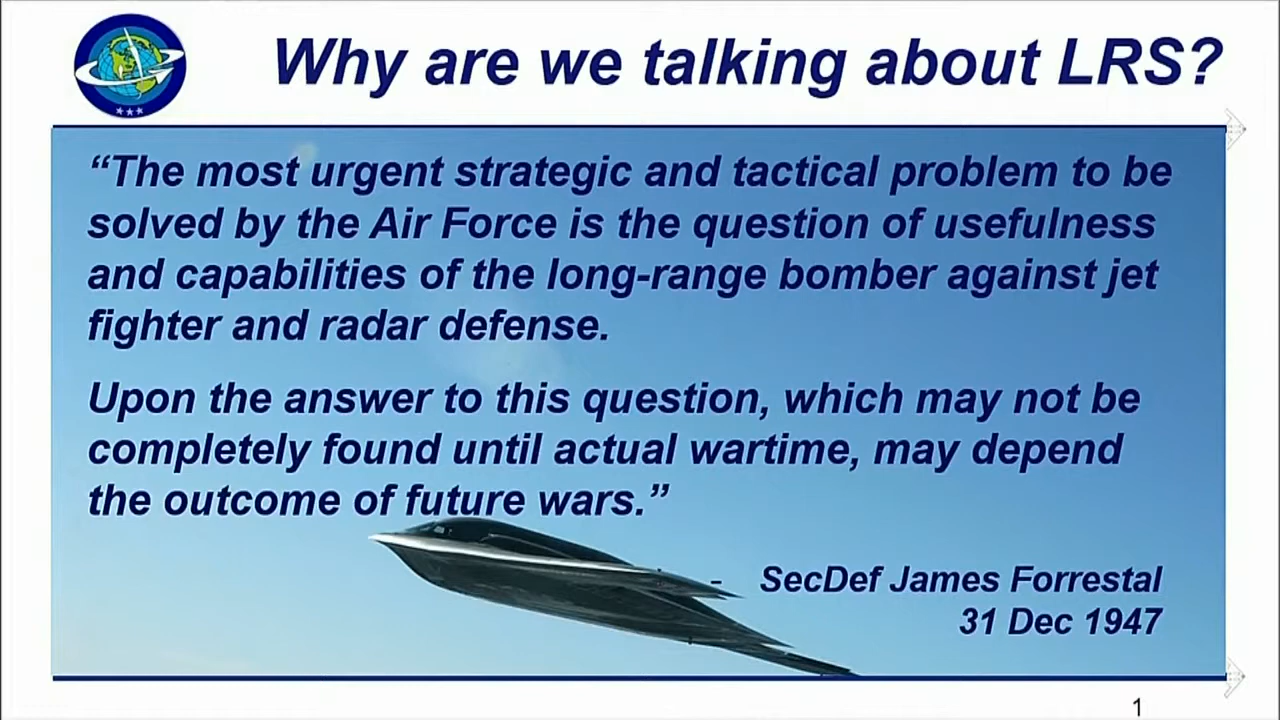 Why are we talking about LRS?
“The most urgent strategic and tactical problem to be
solved by the Air Force is the question of usefulness
and capabilities of the long-range bomber against jet
fighter and radar defense.
Upon the answer to this question, which may not be
completely found until actual wartime, may depend
the outcome of future wars.”
- SecDef James Forrestal
31 Dec 1947
1